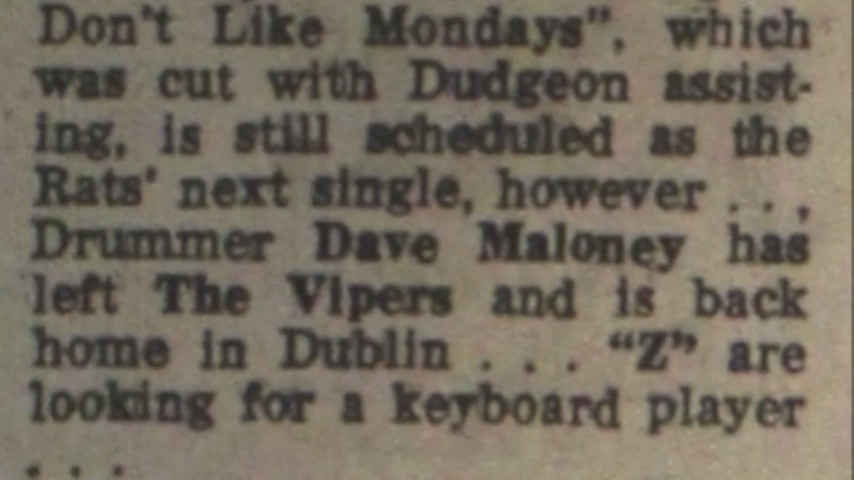 Don't Like Mondays", which
was cut with Dudgeon assist-
ing, is still scheduled as the
Rats' next single, however . . ,
Drummer Dave Maloney has
left The Vipers and is back
home in Dublin . . . "Z" are
looking for a keyboard player
. . .